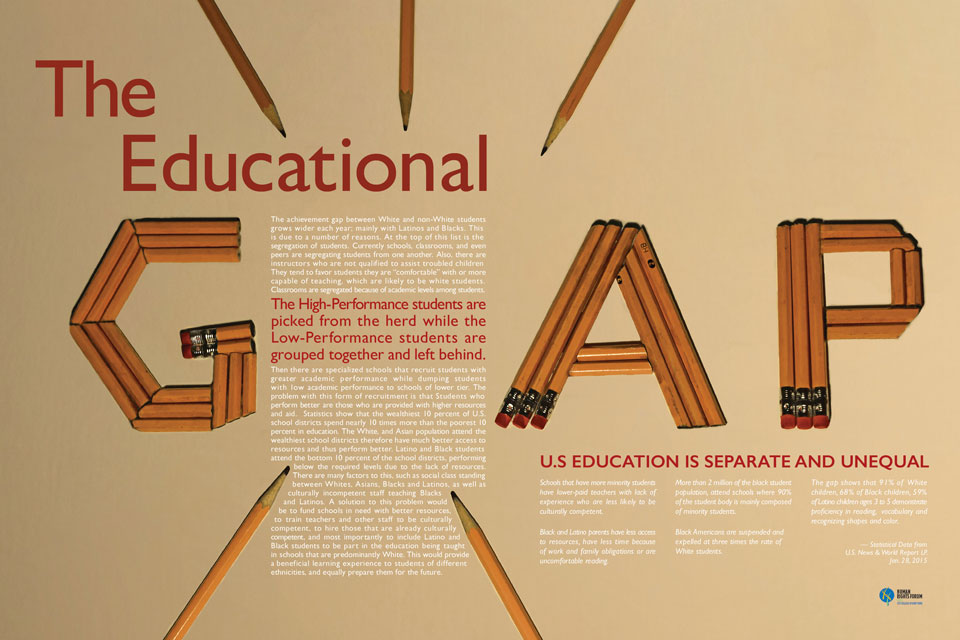 The
Educational
GAP
The achievement gap between White and non-White students
grows wider each year; mainly with Latinos and Blacks. This
is due to a number of reasons. At the top of this list is the
segregation of students. Currently schools, classrooms, and even
peers are segregating students from one another. Also, there are
instructors who are not qualified to assist troubled children
They tend to favor students they are "comfortable" with or more
capable of teaching, which are likely to be white students.
Classrooms are segregated because of academic levels among students.
The High-Performance students are
picked from the herd while the
Low-Performance students are
grouped together and left behind.
Then there are specialized schools that recruit students with
greater academic performance while dumping students
with low academic performance to schools of lower tier. The
problem with this form of recruitment is that Students who
perform better are those who are provided with higher resources
and aid. Statistics show that the wealthiest 10 percent of U.S.
school districts spend nearly 10 times more than the poorest 10
percent in education. The White, and Asian population attend the
wealthiest school districts therefore have much better access to
resources and thus perform better. Latino and Black students
attend the bottom 10 percent of the school districts, performing
below the required levels due to the lack of resources.
There are many factors to this, such as social class standing
between Whites, Asians, Blacks and Latinos, as well as
culturally incompetent staff teaching Blacks
and Latinos. A solution to this problem would
be to fund schools in need with better resources,
to train teachers and other staff to be culturally
competent, to hire those that are already culturally
competent, and most importantly to include Latino and
Black students to be part in the education being taught
in schools that are predominantly White. This would provide
a beneficial learning experience to students of different
ethnicities, and equally prepare them for the future.
U.S EDUCATION IS SEPARATE AND UNEQUAL
Schools that have more minority students
have lower-paid teachers with lack of
experience who are less likely to be
culturally competent.
Black and Latino parents have less access
to resources, have less time because
of work and family obligations or are
uncomfortable reading.
More than 2 million of the black student
population, attend schools where 90%
of the student body is mainly composed
of minority students.
Black Americans are suspended and
expelled at three times the rate of
White students.
The gap shows that 91% of White
children, 68% of Black children, 59%
of Latino children ages 3 to 5 demonstrate
proficiency in reading, vocabulary and
recognizing shapes and color.
— Statistical Data from
U.S. News & World Report LP.
Jan 28, 2015
HUMAN
RIGHTS FORUM